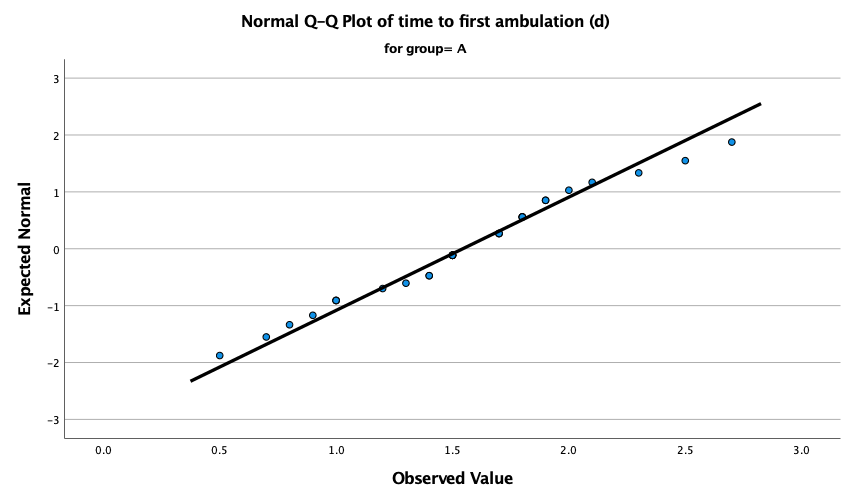 Normal Q-Q Plot of time to first ambulation (d)
for group= A
3
2
1
0
-1
-2
-3
Expected Normal
0.0 0.5 1.0 1.5 2.0 2.5 3.0
Observed Value